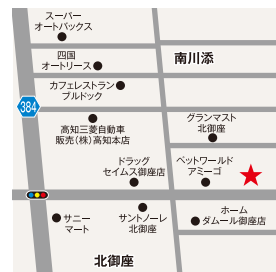 スーパー
オートバックス
四国
オートリース
南川添
カフェレストラン
ブルドック
384
高知三菱自動車
販売(株)高知本店
グランマスト
北御座
ドラッグ
セイムス御座店
ペットワールド
アミーゴ
サニー
マート
サントノーレ
北御座
ホーム
ダムール御座店
北御座